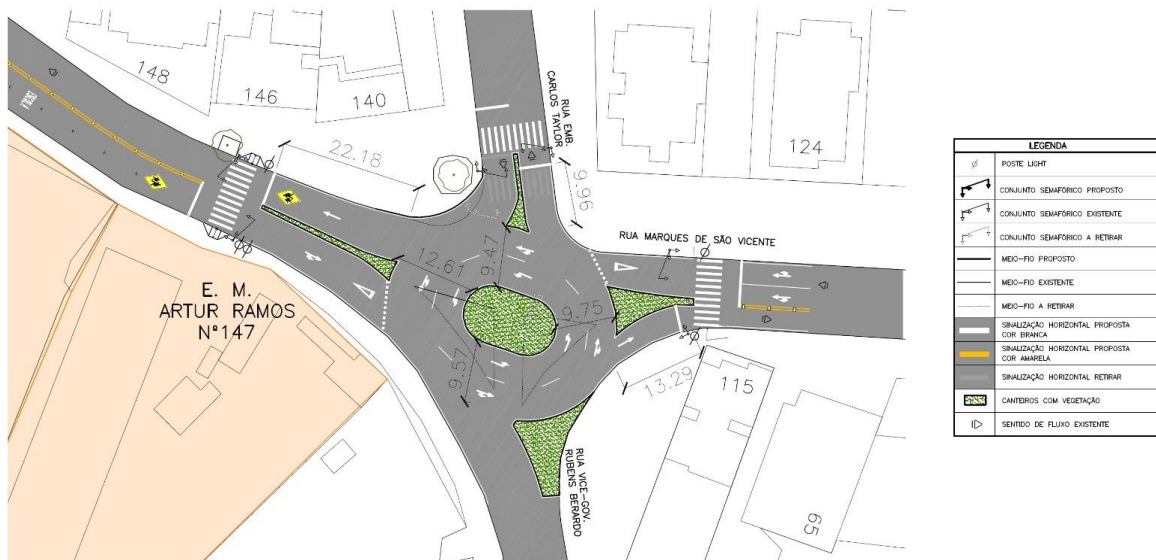 148
146
140
22.18
RUA EMB.
CARLOS TAYLOR
9.96
124
RUA MARQUES DE SÃO VICENTE
12.61
9.47
9.75
9.57
13.29
E. M.
ARTUR RAMOS
Nº147
115
65
RUA VICE-GOV.
RUBENS BERARDO
ESCOLA
LEGENDA
POSTE LIGHT
CONJUNTO SEMAFÓRICO PROPOSTO
CONJUNTO SEMAFÓRICO EXISTENTE
CONJUNTO SEMAFÓRICO A RETIRAR
MEIO-FIO PROPOSTO
MEIO-FIO EXISTENTE
MEIO-FIO A RETIRAR
SINALIZAÇÃO HORIZONTAL PROPOSTA
COR BRANCA
SINALIZAÇÃO HORIZONTAL PROPOSTA
COR AMARELA
SINALIZAÇÃO HORIZONTAL RETIRAR
CANTEIROS COM VEGETAÇÃO
SENTIDO DE FLUXO EXISTENTE